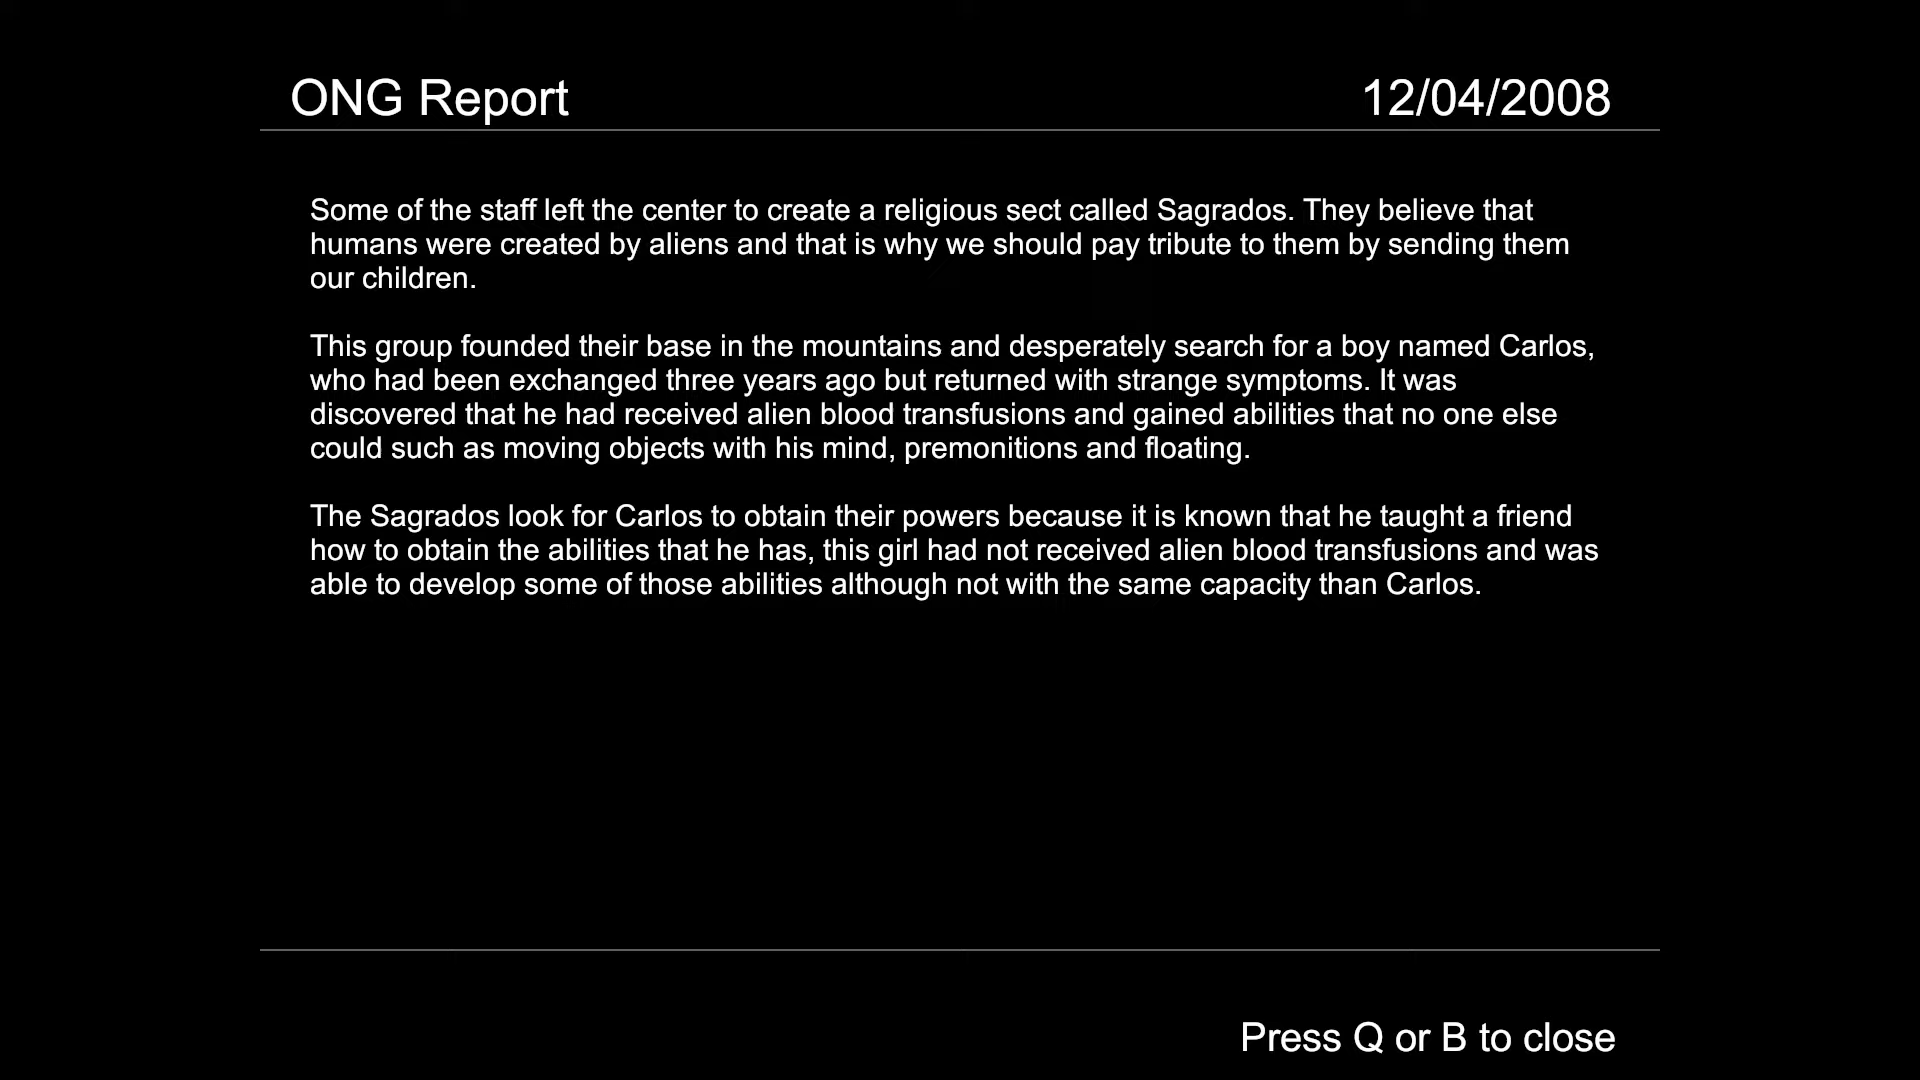 ONG Report
12/04/2008
Some of the staff left the center to create a religious sect called Sagrados. They believe that
humans were created by aliens and that is why we should pay tribute to them by sending them
our children.
This group founded their base in the mountains and desperately search for a boy named Carlos,
who had been exchanged three years ago but returned with strange symptoms. It was
discovered that he had received alien blood transfusions and gained abilities that no one else
could such as moving objects with his mind, premonitions and floating.
The Sagrados look for Carlos to obtain their powers because it is known that he taught a friend
how to obtain the abilities that he has, this girl had not received alien blood transfusions and was
able to develop some of those abilities although not with the same capacity than Carlos.
Press Q or B to close